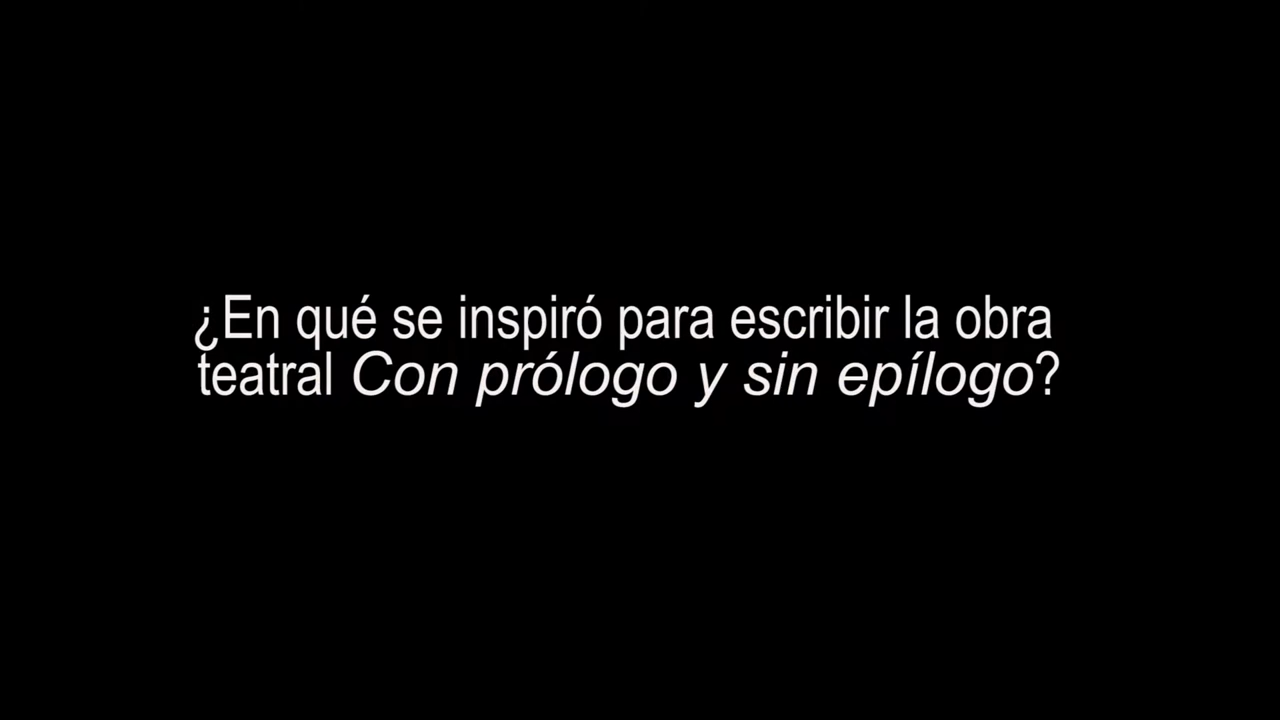 ¿En qué se inspiró para escribir la obra
teatral Con prólogo y sin epílogo?